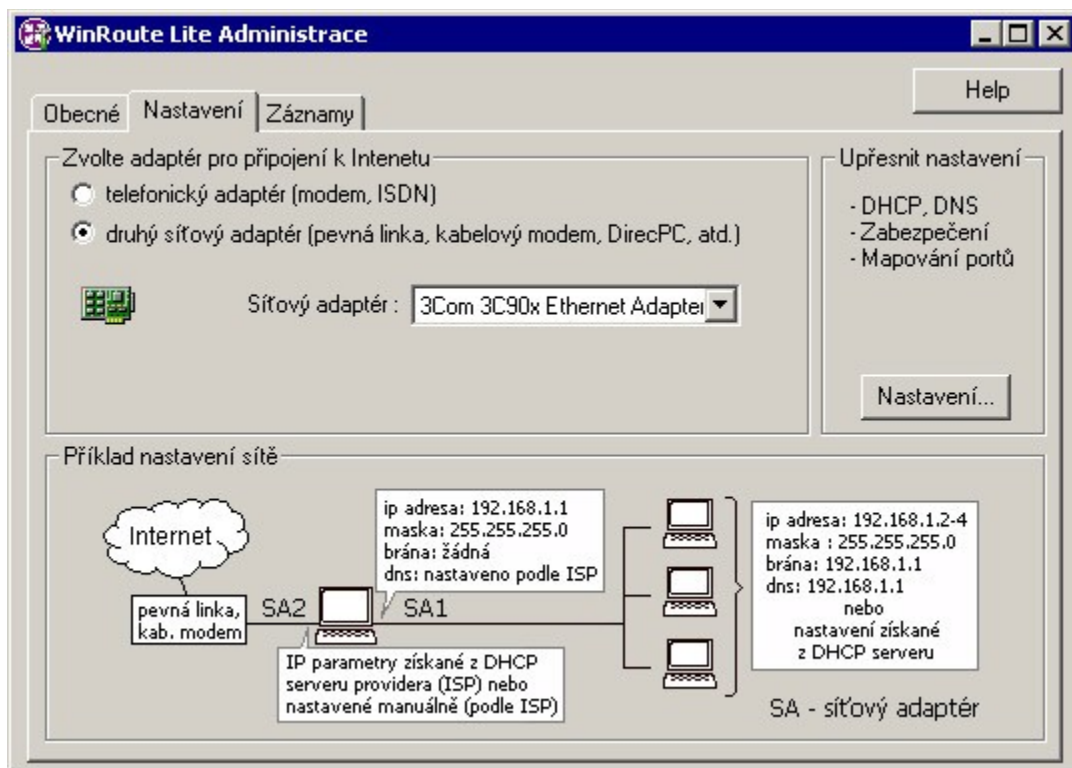 WinRoute Lite Administrace
Help
Obecné
Nastavení
Záznamy
Zvolte adaptér pro připojení k Intenetu
telefonický adaptér (modem, ISDN)
druhý síťový adaptér (pevná linka, kabelový modem, DirecPC, atd.)
Síťový adaptér :
3Com 3C90x Ethernet Adapter
Upřesnit nastavení
- DHCP, DNS
- Zabezpečení
- Mapování portů
Nastavení...
Příklad nastavení sítě
Internet
pevná linka,
kab. modem
SA2
SA1
ip adresa: 192.168.1.1
maska: 255.255.255.0
brána: žádná
dns: nastaveno podle ISP
IP parametry získané z DHCP
serveru providera (ISP) nebo
nastavené manuálně (podle ISP)
ip adresa: 192.168.1.2-4
maska : 255.255.255.0
brána: 192.168.1.1
dns: 192.168.1.1
nebo
nastavení získané
z DHCP serveru
SA - síťový adaptér